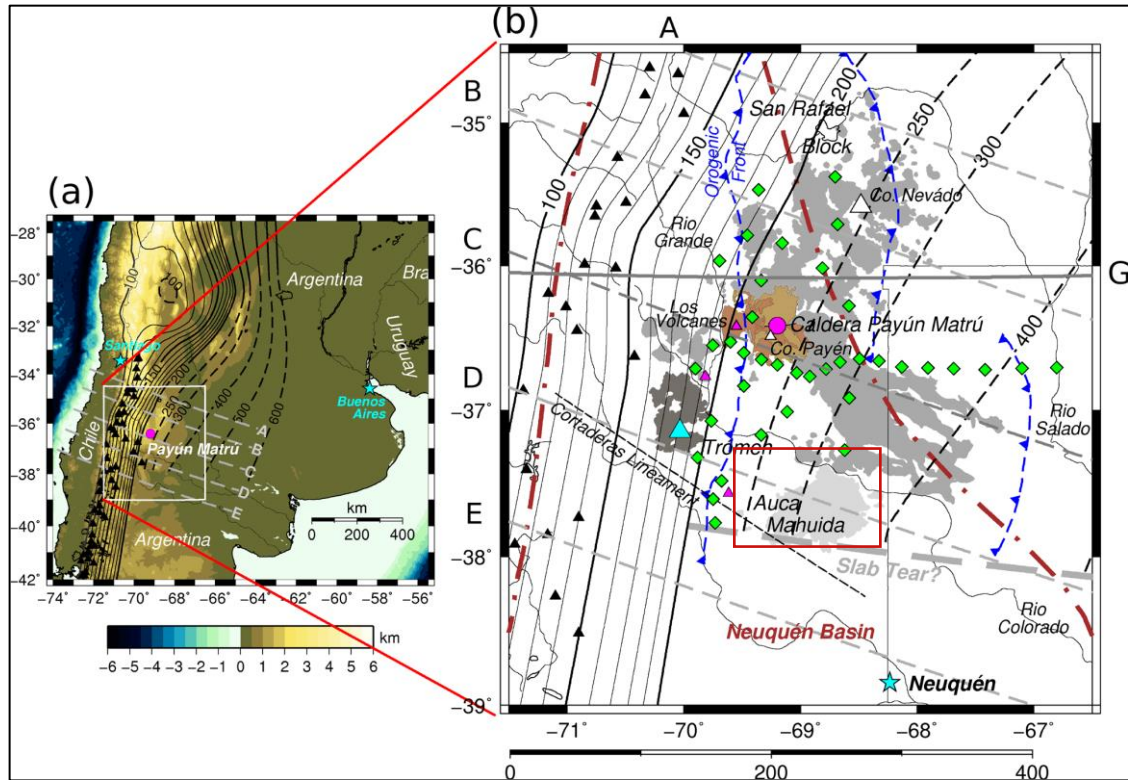 (b)
A
B
C
D
E
G
-35°
-36°
-37°
-38°
-39°
-71°
-70°
-69°
-68°
-67°
100
150
200
250
300
400
San Rafael
Block
Orogenic
Front
Co. Nevádo
Rio
Grande
Los
Volcanes
Caldera Payún Matrú
Co. Payén
Tromen
Cortaderas Lineament
Auca
Mahuida
Slab Tear?
Rio
Salado
Rio
Colorado
Neuquén Basin
Neuquén
0
200
400
(a)
-28°
-30°
-32°
-34°
-36°
-38°
-40°
-42°
-74
-72
-70
-68
-66
-64
-62
-60
-58
-56
100
100
200
200
300
300
400
500
600
Argentina
Bra
Uruguay
Santiago
Buenos
Aires
Chile
Payún Matrú
A
B
C
D
E
Argentina
km
0 200 400
km
-6 -5 -4 -3 -2 -1 0 1 2 3 4 5 6